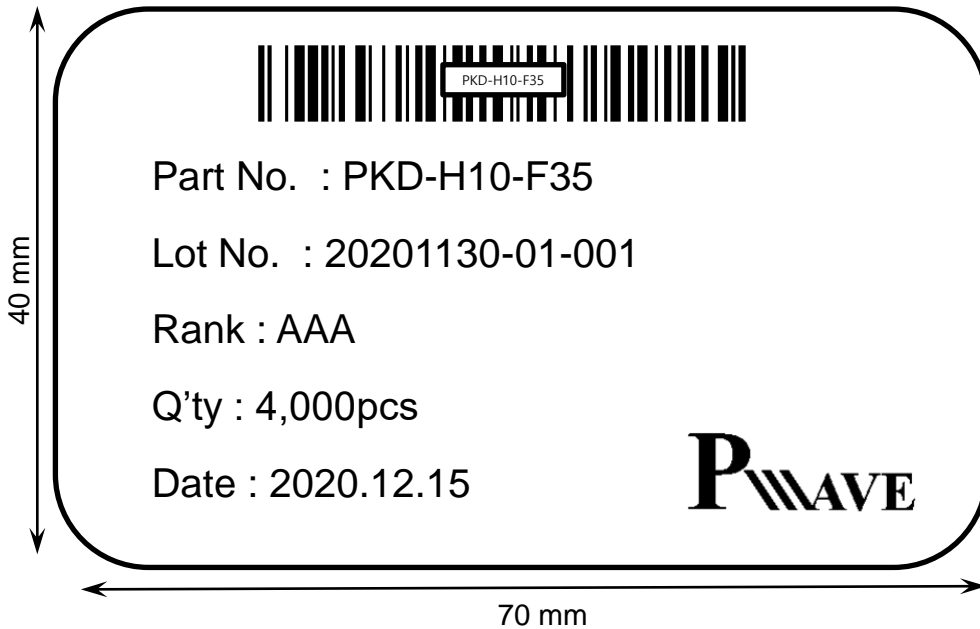 PKD-H10-F35
Part No. : PKD-H10-F35
Lot No. : 20201130-01-001
Rank : AAA
Q’ty : 4,000pcs
Date : 2020.12.15
PWAVE
40 mm
70 mm